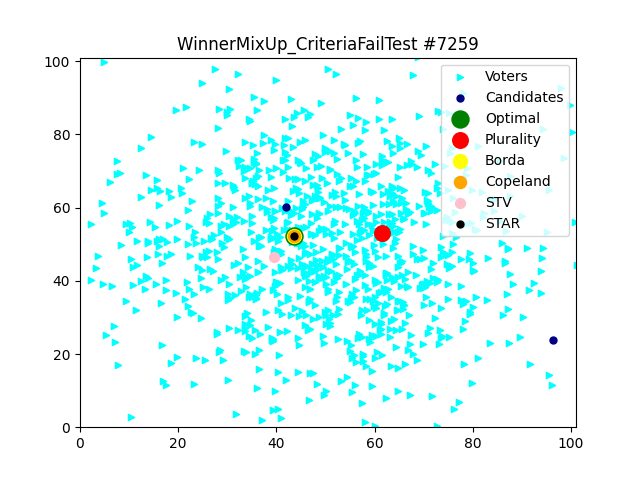 WinnerMixUp_CriteriaFailTest #7259
100
80
60
40
20
0
0 20 40 60 80 100
Voters
Candidates
Optimal
Plurality
Borda
Copeland
STV
STAR